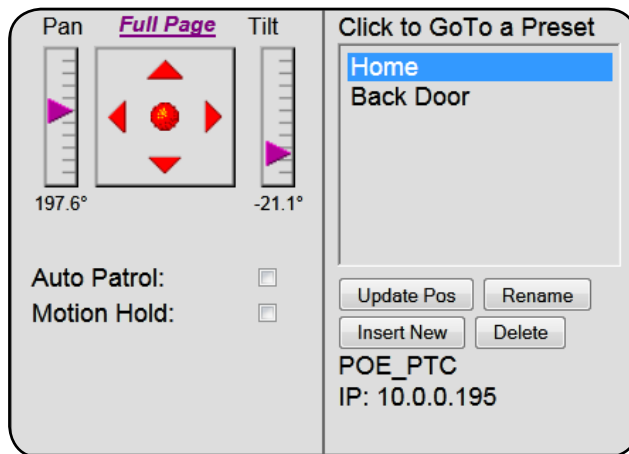 Pan Full Page Tilt
197.6° -21.1°
Auto Patrol:
Motion Hold:
Click to GoTo a Preset
Home
Back Door
Update Pos Rename
Insert New Delete
POE_PTC
IP: 10.0.0.195